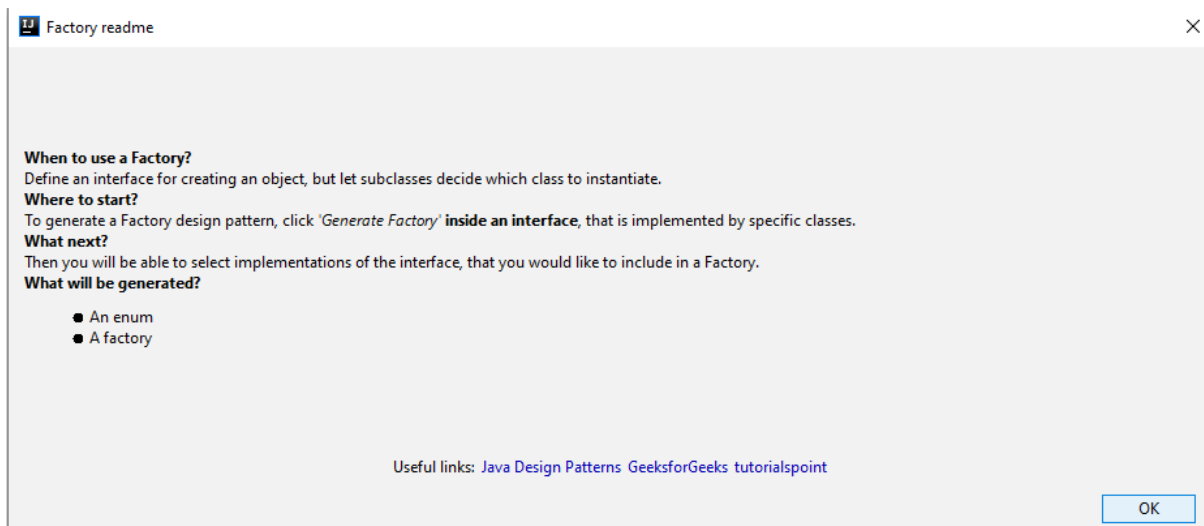 IJ Factory readme
When to use a Factory?
Define an interface for creating an object, but let subclasses decide which class to instantiate.
Where to start?
To generate a Factory design pattern, click 'Generate Factory' inside an interface, that is implemented by specific classes.
What next?
Then you will be able to select implementations of the interface, that you would like to include in a Factory.
What will be generated?
● An enum
● A factory
Useful links: Java Design Patterns GeeksforGeeks tutorialspoint
OK